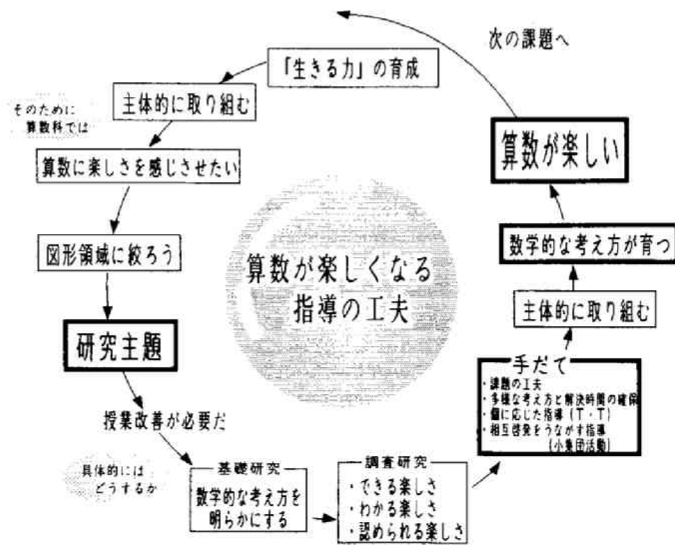 次の課題へ
「生きる力」の育成
主体的に取り組む
そのために
算数科では
算数に楽しさを感じさせたい
図形領域に絞ろう
研究主題
授業改善が必要だ
具体的には
どうするか
基礎研究
数学的な考え方を
明らかにする
調査研究
・できる楽しさ
・わかる楽しさ
・認められる楽しさ
手だて
・課題の工夫
・多様な考え方と解決時間の確保
・個に応じた指導(T・T)
・相互啓発をうながす指導
(小集団活動)
主体的に取り組む
数学的な考え方が育つ
算数が楽しい
算数が楽しくなる
指導の工夫